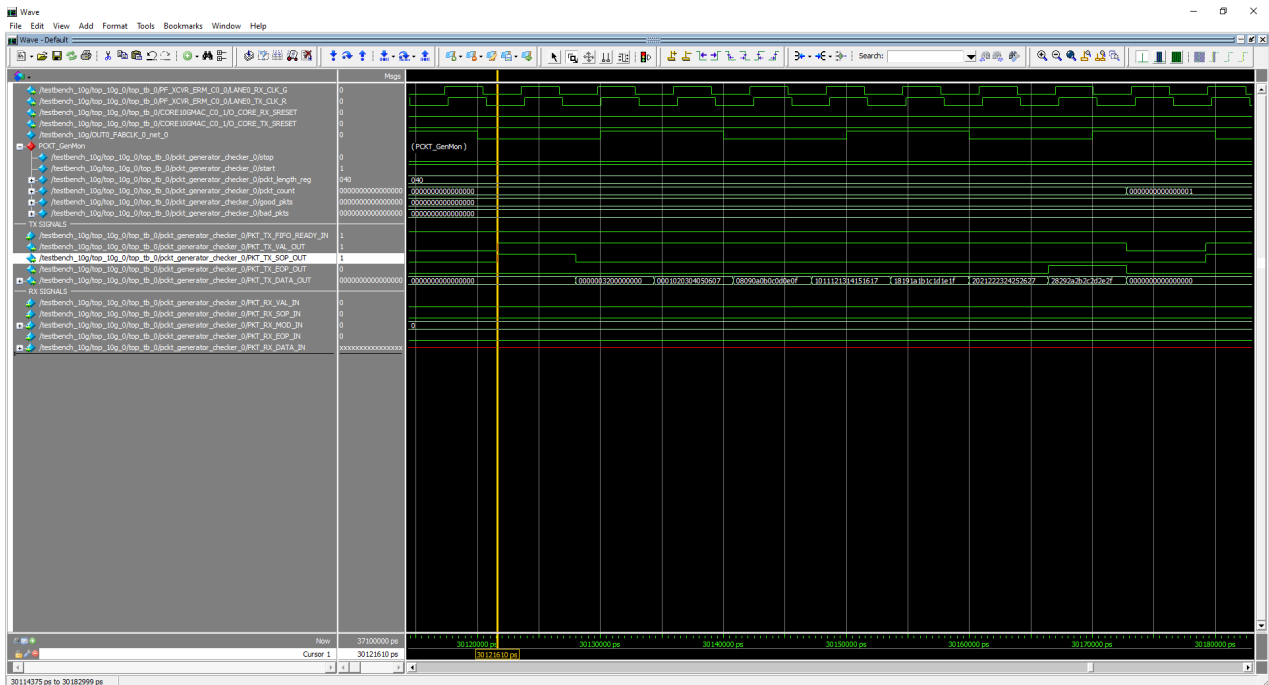 Wave
File Edit View Add Format Tools Bookmarks Window Help
Wave - Default
Search:
Msgs
/testbench_10g/top_10g_0/top_tb_0/PF_XCVR_ERM_C0_0/LANE0_RX_CLK_G 0
/testbench_10g/top_10g_0/top_tb_0/PF_XCVR_ERM_C0_0/LANE0_TX_CLK_R 0
/testbench_10g/top_10g_0/top_tb_0/CORE10GMAC_C0_1/O_CORE_RX_SRESET 0
/testbench_10g/top_10g_0/top_tb_0/CORE10GMAC_C0_1/O_CORE_TX_SRESET 0
/testbench_10g/OUT0_FABCLK_0_net_0 0
PCKT_GenMon (PCKT_GenMon )
/testbench_10g/top_10g_0/top_tb_0/pckt_generator_checker_0/stop 0
/testbench_10g/top_10g_0/top_tb_0/pckt_generator_checker_0/start 1
/testbench_10g/top_10g_0/top_tb_0/pckt_generator_checker_0/pckt_length_reg 040 040
/testbench_10g/top_10g_0/top_tb_0/pckt_generator_checker_0/pckt_count 0000000000000000 0000000000000000 0000000000000001
/testbench_10g/top_10g_0/top_tb_0/pckt_generator_checker_0/good_pkts 0000000000000000 0000000000000000
/testbench_10g/top_10g_0/top_tb_0/pckt_generator_checker_0/bad_pkts 0000000000000000 0000000000000000
TX SIGNALS
/testbench_10g/top_10g_0/top_tb_0/pckt_generator_checker_0/PKT_TX_FIFO_READY_IN 1
/testbench_10g/top_10g_0/top_tb_0/pckt_generator_checker_0/PKT_TX_VAL_OUT 1
/testbench_10g/top_10g_0/top_tb_0/pckt_generator_checker_0/PKT_TX_SOP_OUT 1
/testbench_10g/top_10g_0/top_tb_0/pckt_generator_checker_0/PKT_TX_EOP_OUT 0
/testbench_10g/top_10g_0/top_tb_0/pckt_generator_checker_0/PKT_TX_DATA_OUT 0000000000000000 0000000000000000 0000003200000000 0001020304050607 08090a0b0c0d0e0f 1011121314151617 18191a1b1c1d1e1f 2021222324252627 28292a2b2c2d2e2f 0000000000000000
RX SIGNALS
/testbench_10g/top_10g_0/top_tb_0/pckt_generator_checker_0/PKT_RX_VAL_IN 0
/testbench_10g/top_10g_0/top_tb_0/pckt_generator_checker_0/PKT_RX_SOP_IN 0
/testbench_10g/top_10g_0/top_tb_0/pckt_generator_checker_0/PKT_RX_MOD_IN 0 0
/testbench_10g/top_10g_0/top_tb_0/pckt_generator_checker_0/PKT_RX_EOP_IN 0
/testbench_10g/top_10g_0/top_tb_0/pckt_generator_checker_0/PKT_RX_DATA_IN xxxxxxxxxxxxxxxx
Now 37100000 ps 30120000 ps 30130000 ps 30140000 ps 30150000 ps 30160000 ps 30170000 ps 30180000 ps
Cursor 1 30121610 ps 30121610 ps
30114375 ps to 30182999 ps